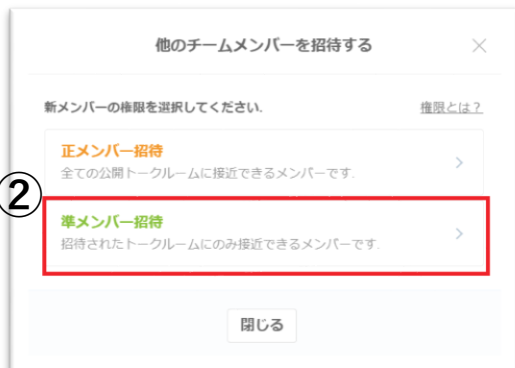 他のチームメンバーを招待する
新メンバーの権限を選択してください.
権限とは？
正メンバー招待
全ての公開トークルームに接近できるメンバーです.
②
準メンバー招待
招待されたトークルームにのみ接近できるメンバーです.
閉じる